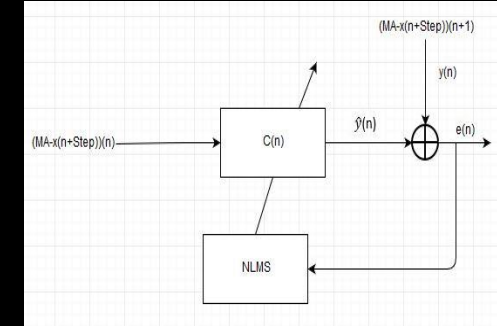 (MA-x(n+Step))(n+1)
y(n)
(MA-x(n+Step))(n)
C(n)
ŷ(n)
e(n)
NLMS